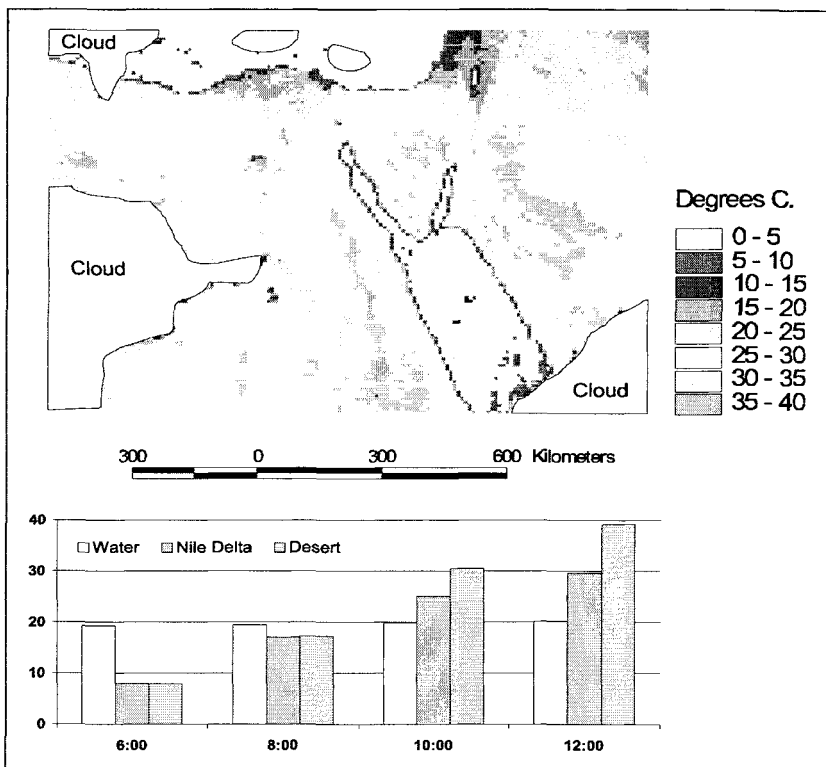 Cloud
Cloud
Cloud
Degrees C.
0 - 5
5 - 10
10 - 15
15 - 20
20 - 25
25 - 30
30 - 35
35 - 40
300 0 300 600 Kilometers
40
30
20
10
0
Water Nile Delta Desert
6:00 8:00 10:00 12:00